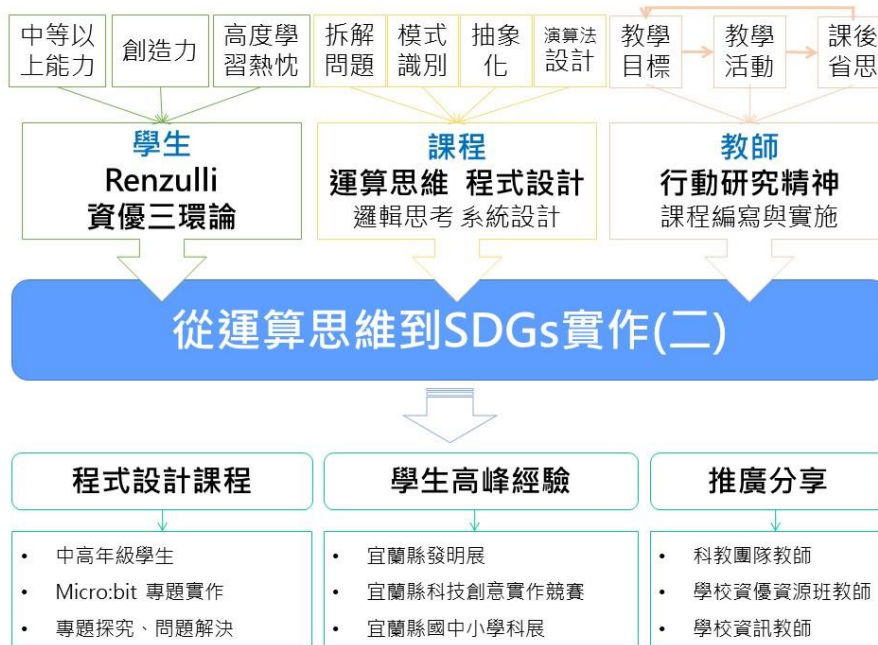 中等以
上能力
創造力
高度學
習熱忱
拆解
問題
模式
識別
抽象
化
演算法
設計
教學
目標
教學
活動
課後
省思
學生
Renzulli
資優三環論
課程
運算思維 程式設計
邏輯思考 系統設計
教師
行動研究精神
課程編寫與實施
從運算思維到SDGs實作(二)
程式設計課程
• 中高年級學生
• Micro:bit 專題實作
• 專題探究、問題解決
學生高峰經驗
• 宜蘭縣發明展
• 宜蘭縣科技創意實作競賽
• 宜蘭縣國中小學科展
推廣分享
• 科教團隊教師
• 學校資優資源班教師
• 學校資訊教師